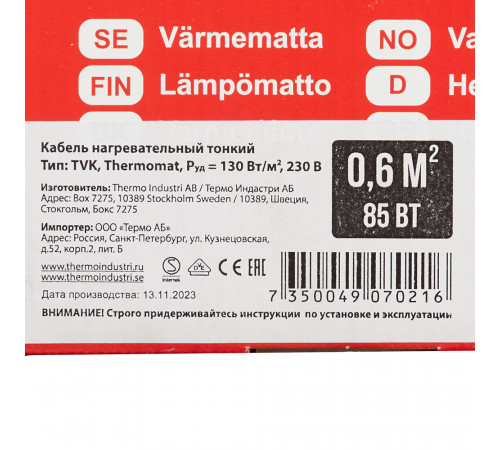 SE Värmematta NO
FIN Lämpömatto D
Кабель нагревательный тонкий
Тип: TVK, Thermomat, Pуд = 130 Вт/м², 230 В
0,6 М²
85 ВТ
Изготовитель: Thermo Industri AB / Термо Индастри АБ
Адрес: Box 7275, 10389 Stockholm Sweden / 10389, Швеция,
Стокгольм, Бокс 7275
Импортер: ООО «Термо АБ»
Адрес: Россия, Санкт-Петербург, ул. Кузнецовская,
д.52, корп.2, лит. Б
www.thermoindustri.ru
www.thermoindustri.se
S Intertek CE EAC
Дата производства: 13.11.2023
7 350049 070216
ВНИМАНИЕ! Строго придерживайтесь инструкции по установке и эксплуатации